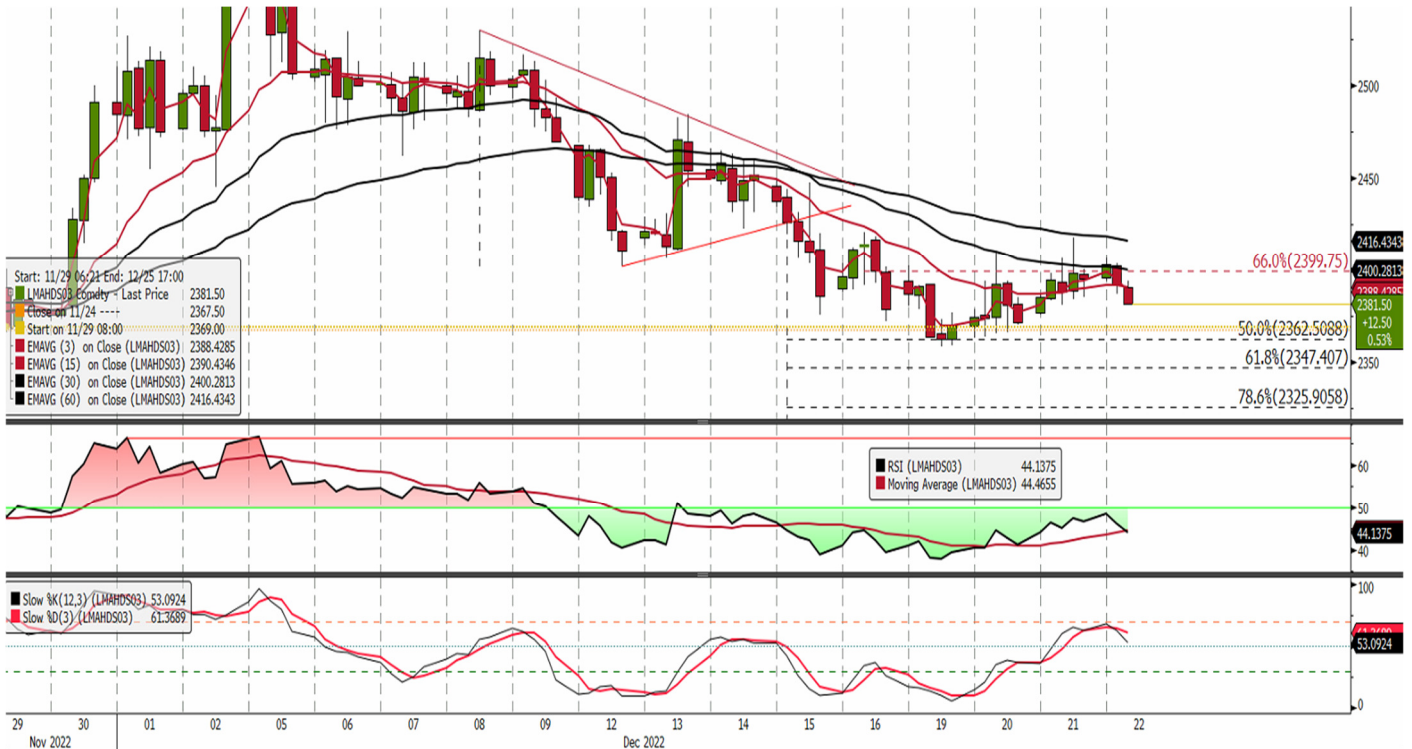 2500
2450
2416.4343
66.0%(2399.75)
2400.2813
2388.4285
2381.50
+12.50
0.53%
50.0%(2362.5088)
2350
61.8%(2347.407)
78.6%(2325.9058)
Start: 11/29 06:21 End: 12/25 17:00
LMAHDS03 Comdty - Last Price 2381.50
Close on 11/24 ---- 2367.50
Start on 11/29 08:00 2369.00
EMAVG (3) on Close (LMAHDS03) 2388.4285
EMAVG (15) on Close (LMAHDS03) 2390.4346
EMAVG (30) on Close (LMAHDS03) 2400.2813
EMAVG (60) on Close (LMAHDS03) 2416.4343
RSI (LMAHDS03) 44.1375
Moving Average (LMAHDS03) 44.4655
60
50
44.1375
40
Slow %K(12,3) (LMAHDS03) 53.0924
Slow %D(3) (LMAHDS03) 61.3689
100
61.3689
53.0924
0
29 30 01 02 05 06 07 08 09 12 13 14 15 16 19 20 21 22
Nov 2022 Dec 2022